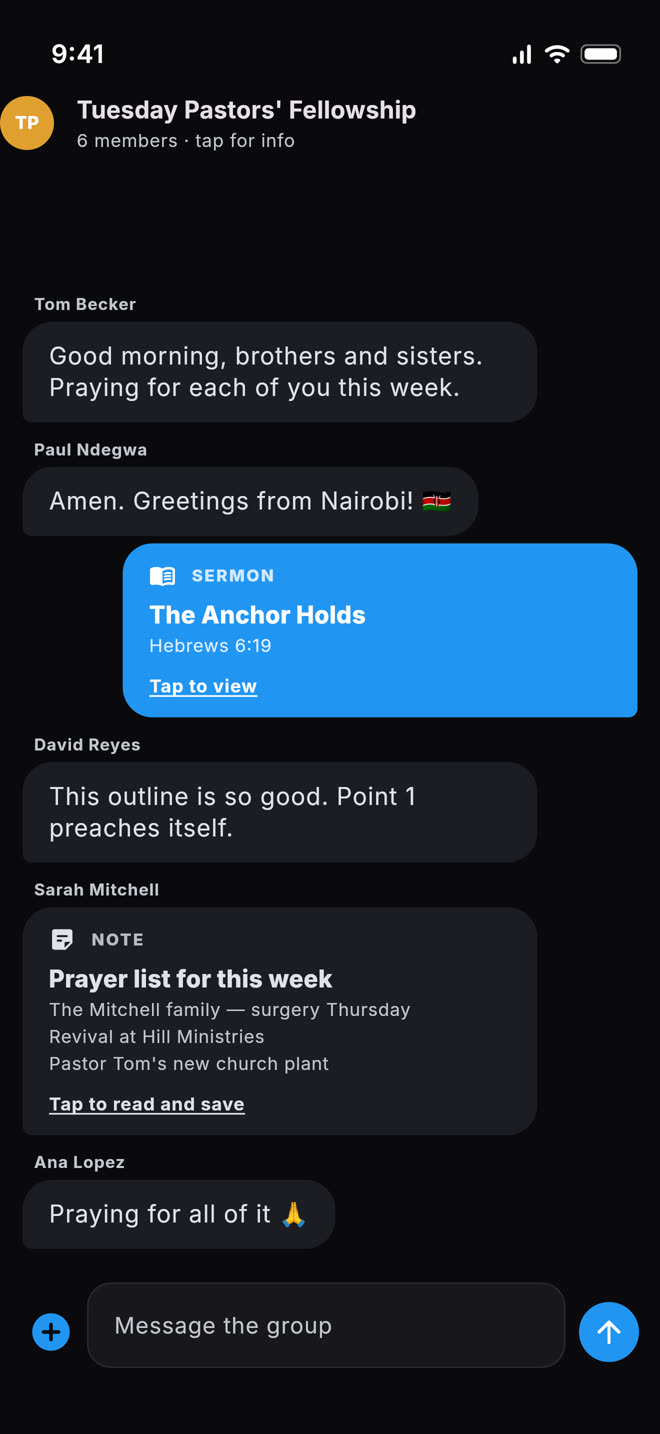 9:41
TP
Tuesday Pastors' Fellowship
6 members · tap for info
Tom Becker
Good morning, brothers and sisters.
Praying for each of you this week.
Paul Ndegwa
Amen. Greetings from Nairobi! 🇰🇪
SERMON
The Anchor Holds
Hebrews 6:19
Tap to view
David Reyes
This outline is so good. Point 1
preaches itself.
Sarah Mitchell
NOTE
Prayer list for this week
The Mitchell family — surgery Thursday
Revival at Hill Ministries
Pastor Tom's new church plant
Tap to read and save
Ana Lopez
Praying for all of it 🙏
Message the group